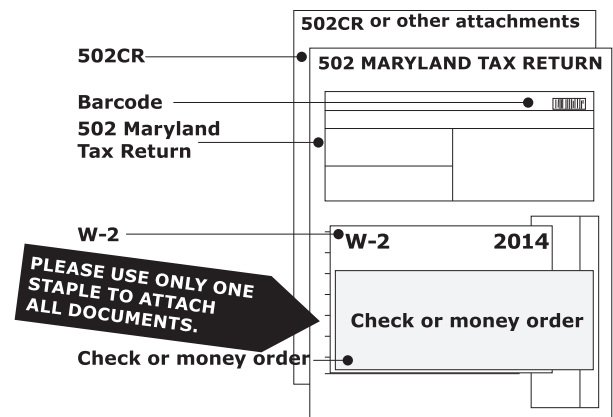 502CR or other attachments
502CR
502 MARYLAND TAX RETURN
Barcode
502 Maryland
Tax Return
W-2
W-2 2014
PLEASE USE ONLY ONE
STAPLE TO ATTACH
ALL DOCUMENTS.
Check or money order
Check or money order